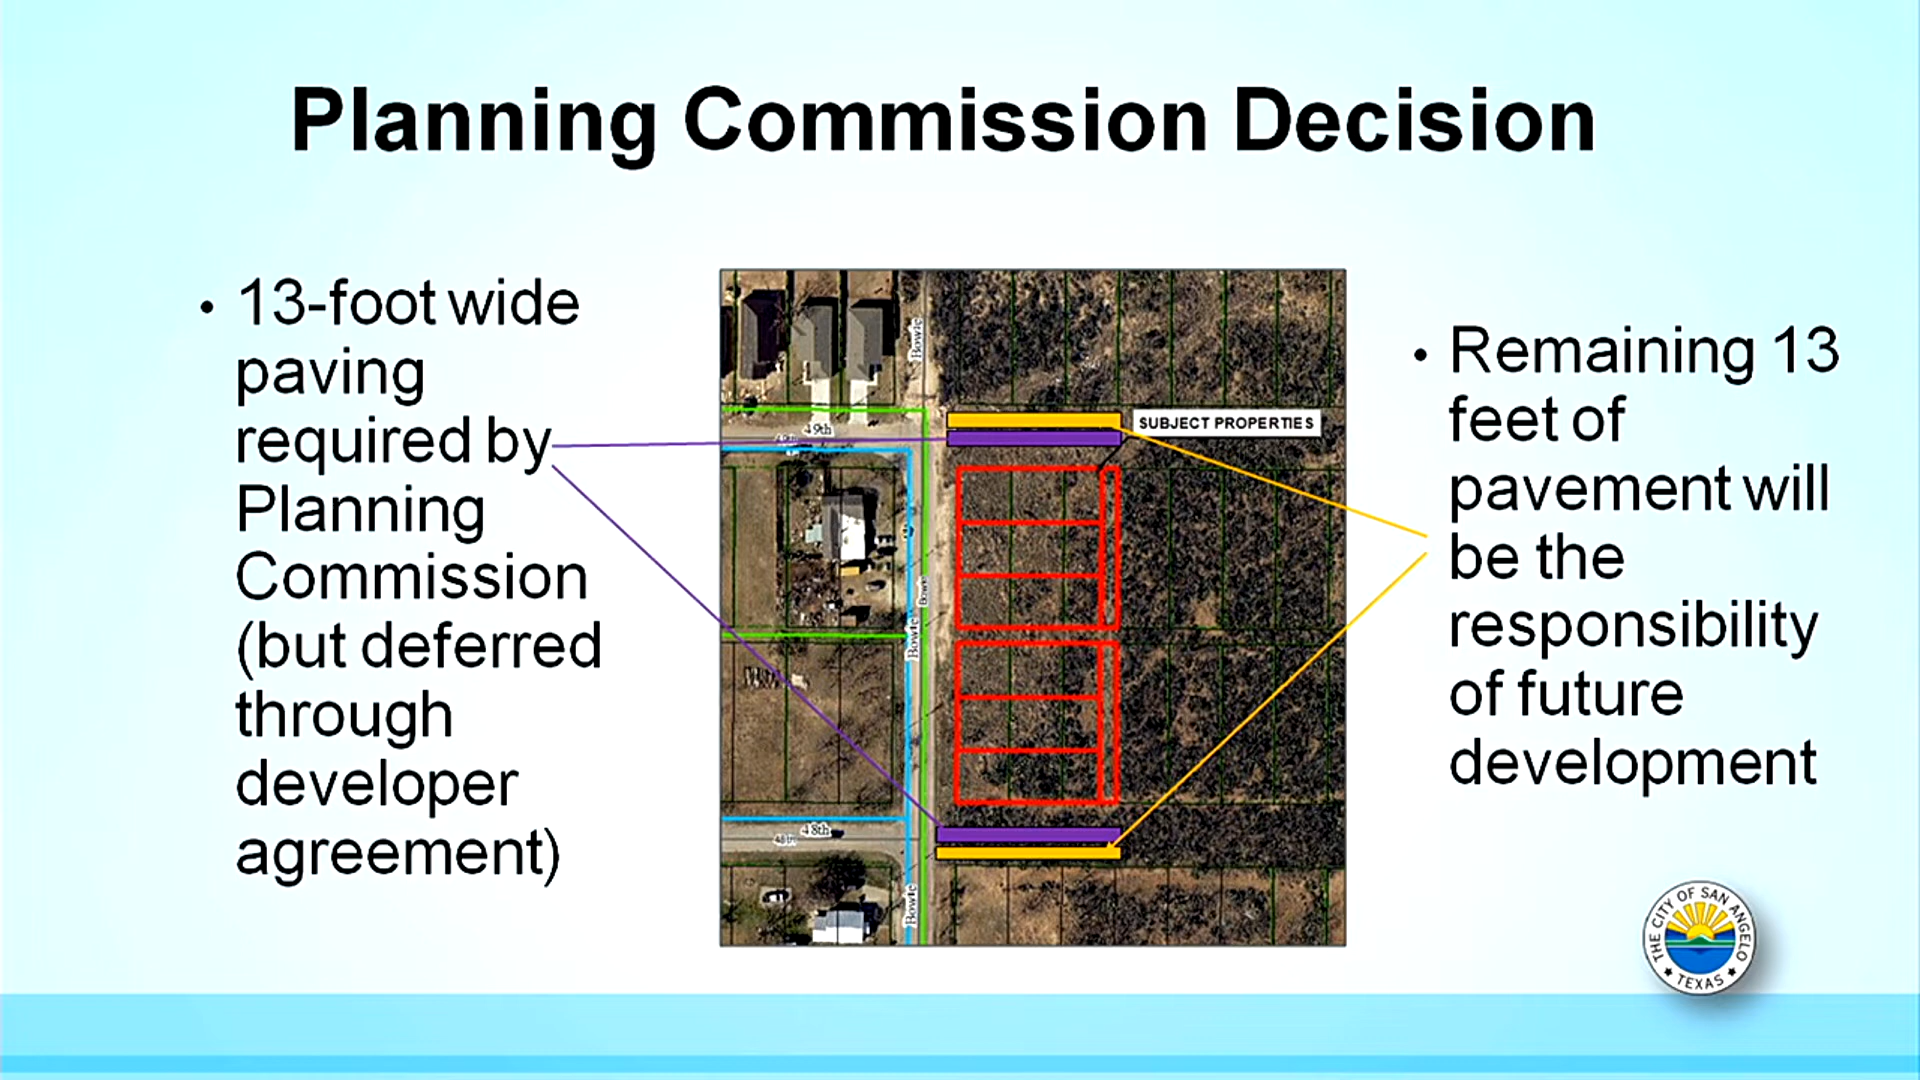 Planning Commission Decision
• 13-foot wide
paving
required by
Planning
Commission
(but deferred
through
developer
agreement)
Bowie
49th
SUBJECT PROPERTIES
Bowie
Bowie
48th
48th
Bowie
• Remaining 13
feet of
pavement will
be the
responsibility
of future
development
THE CITY OF SAN ANGELO
TEXAS